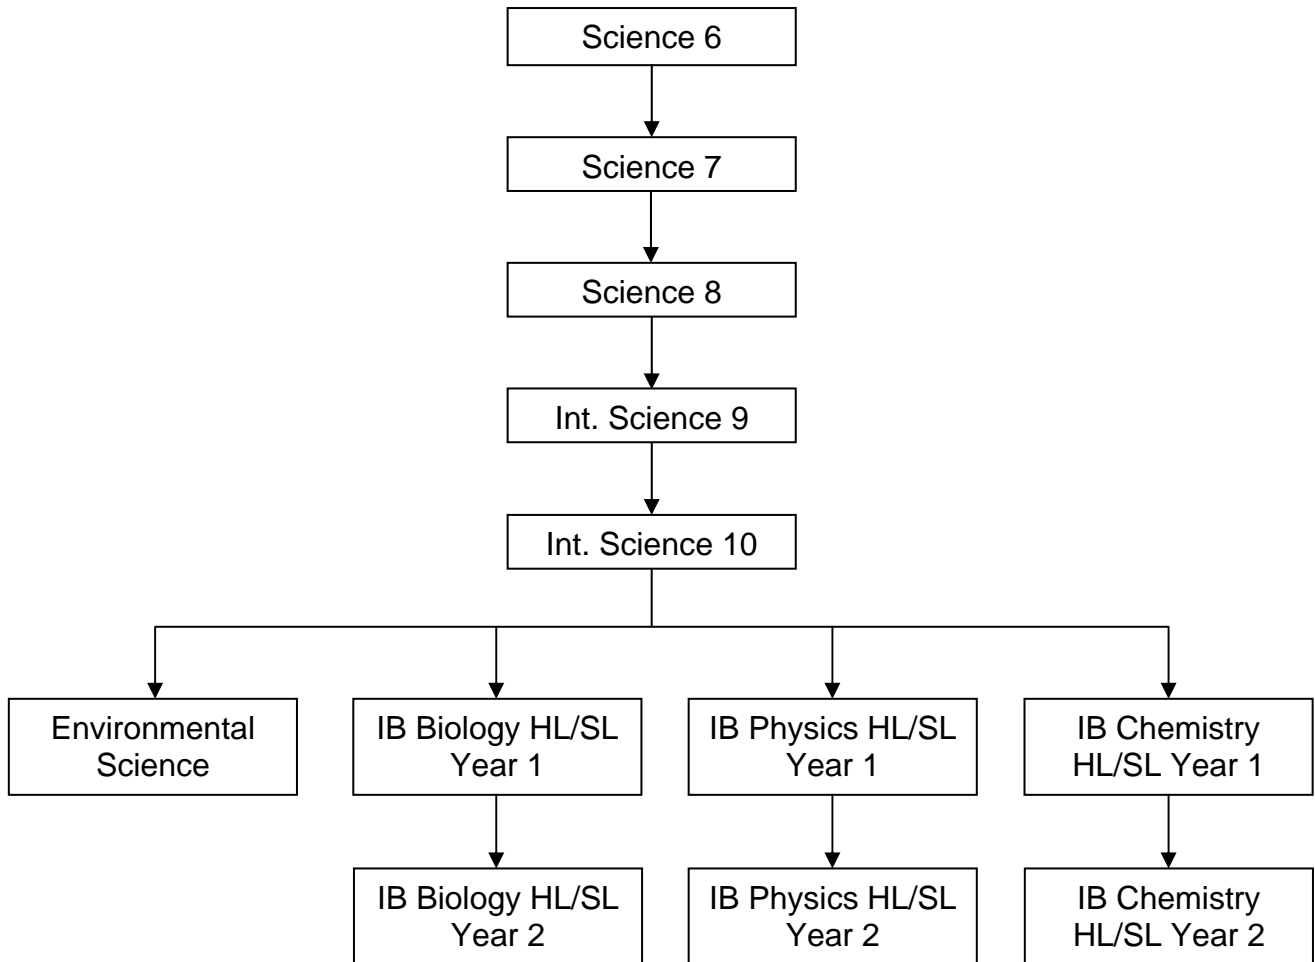 Science 6
Science 7
Science 8
Int. Science 9
Int. Science 10
Environmental
Science
IB Biology HL/SL
Year 1
IB Physics HL/SL
Year 1
IB Chemistry
HL/SL Year 1
IB Biology HL/SL
Year 2
IB Physics HL/SL
Year 2
IB Chemistry
HL/SL Year 2